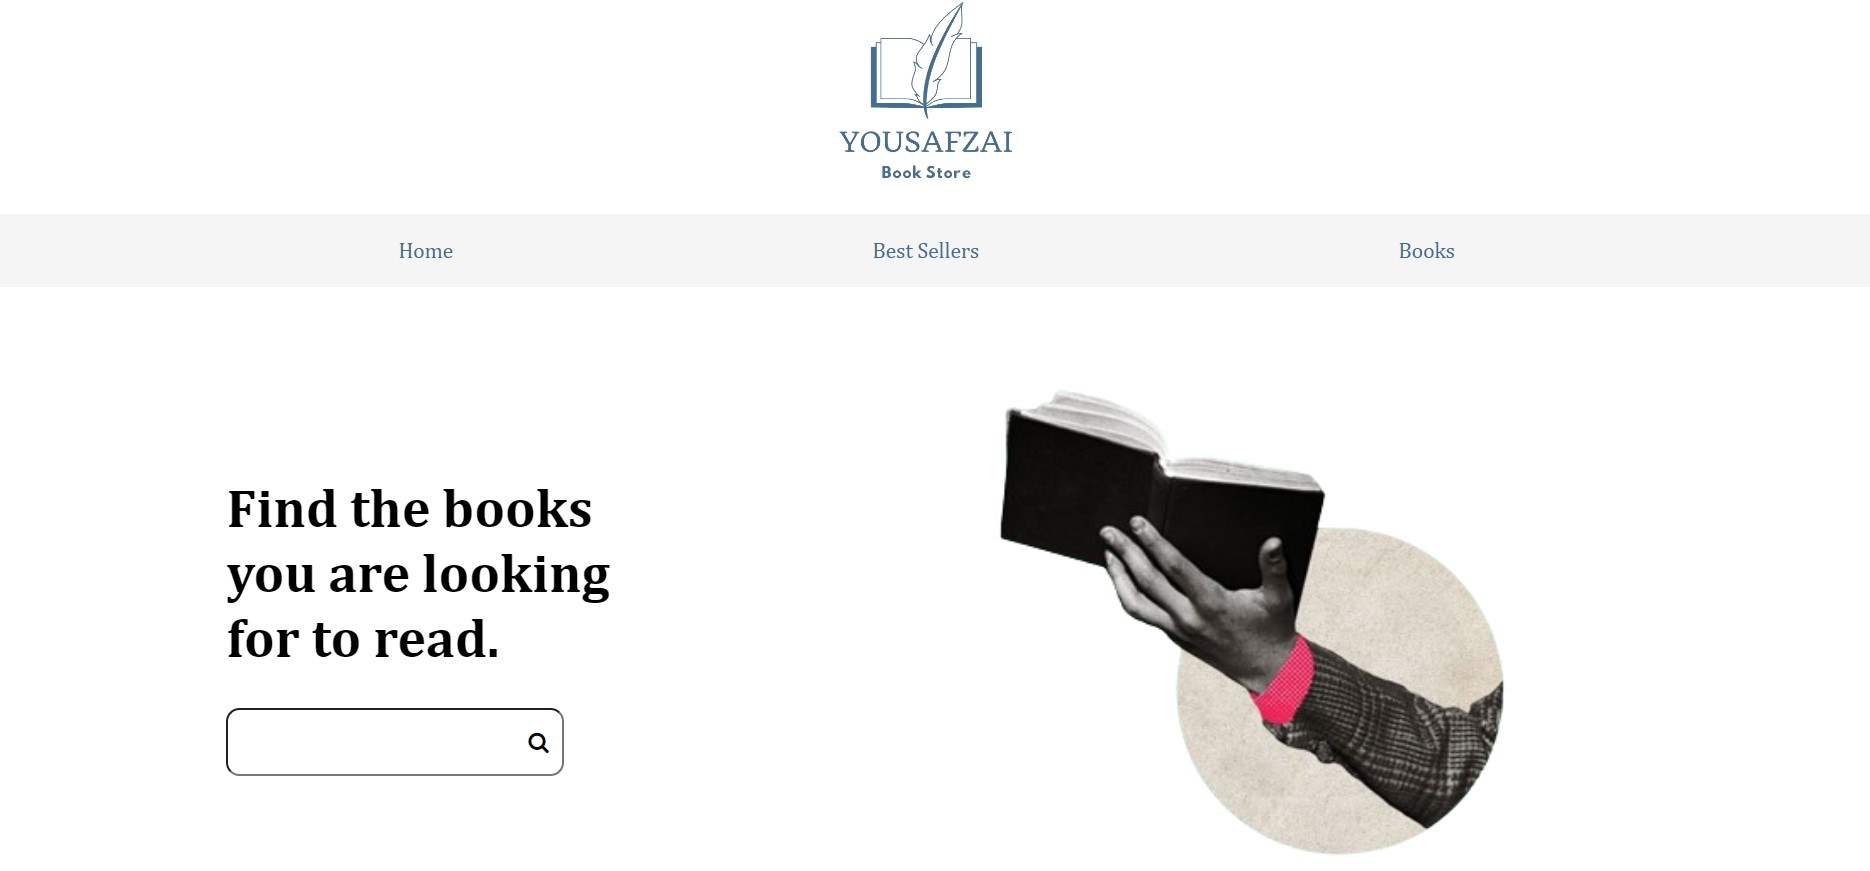 YOUSAFZAI
Book Store
Home
Best Sellers
Books
Find the books
you are looking
for to read.